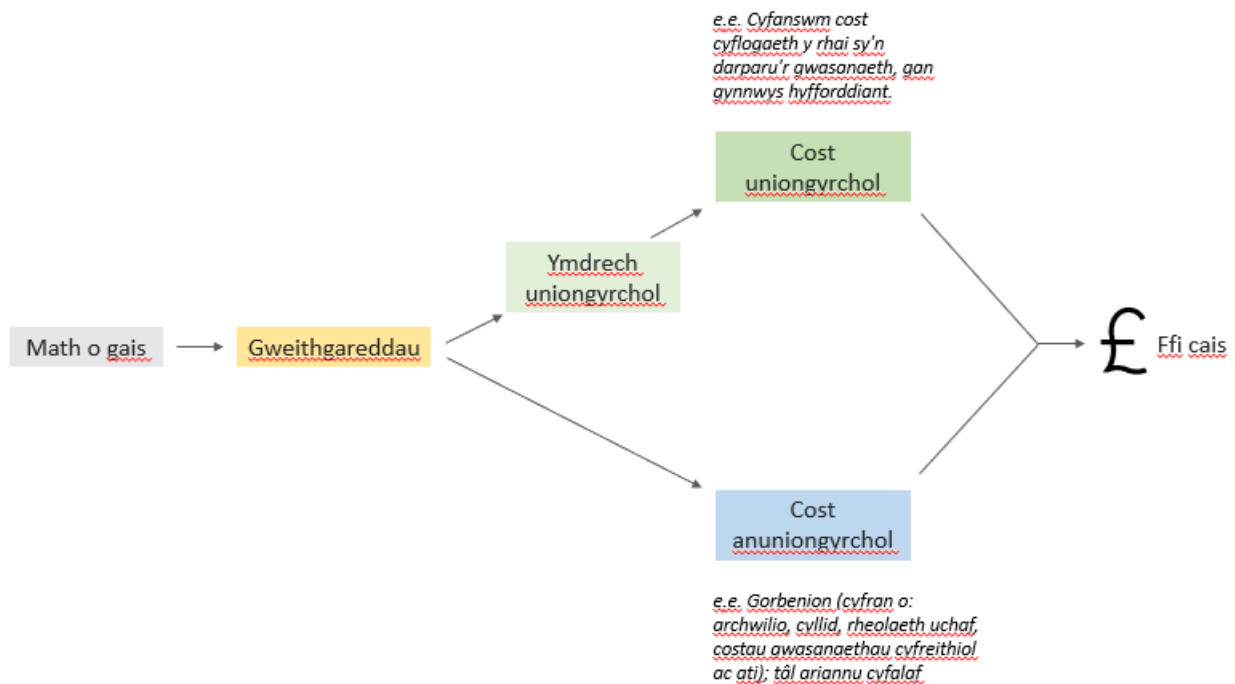 e.e. Cyfanswm cost
cyflogaeth y rhai sy'n
darparu'r gwasanaeth, gan
gynnwys hyfforddiant.
Cost
uniongyrchol
Ymdrech
uniongyrchol
Math o gais
Gweithgareddau
£ Ffi cais
Cost
anuniongyrchol
e.e. Gorbenion (cyfran o:
archwilio, cyllid, rheolaeth uchaf,
costau gwasanaethau cyfreithiol
ac ati); tâl ariannu cyfalaf